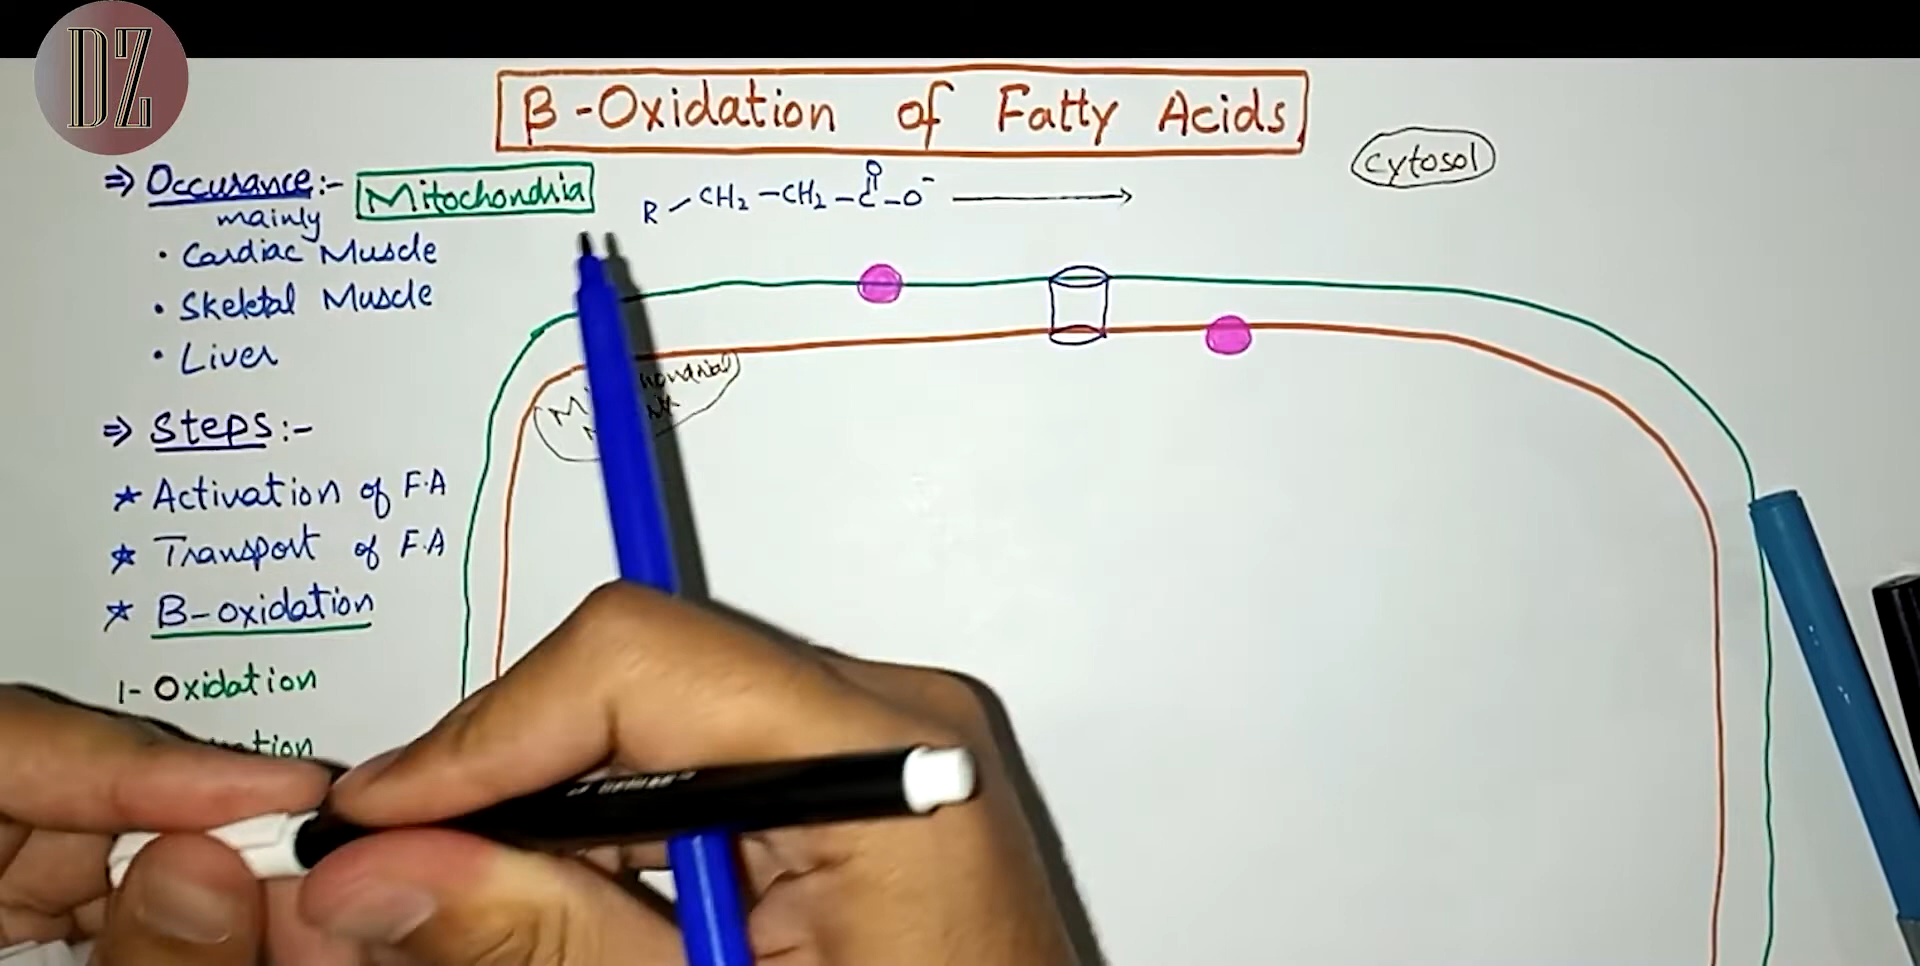 DZ
β-Oxidation of Fatty Acids
cytosol
⇒ Occurance:- Mitochondria
mainly
R-CH₂-CH₂-C-O⁻
O
• Cardiac Muscle
• Skeletal Muscle
• Liver
⇒ Steps:-
★ Activation of F.A
★ Transport of F.A
★ B-oxidation
1- Oxidation